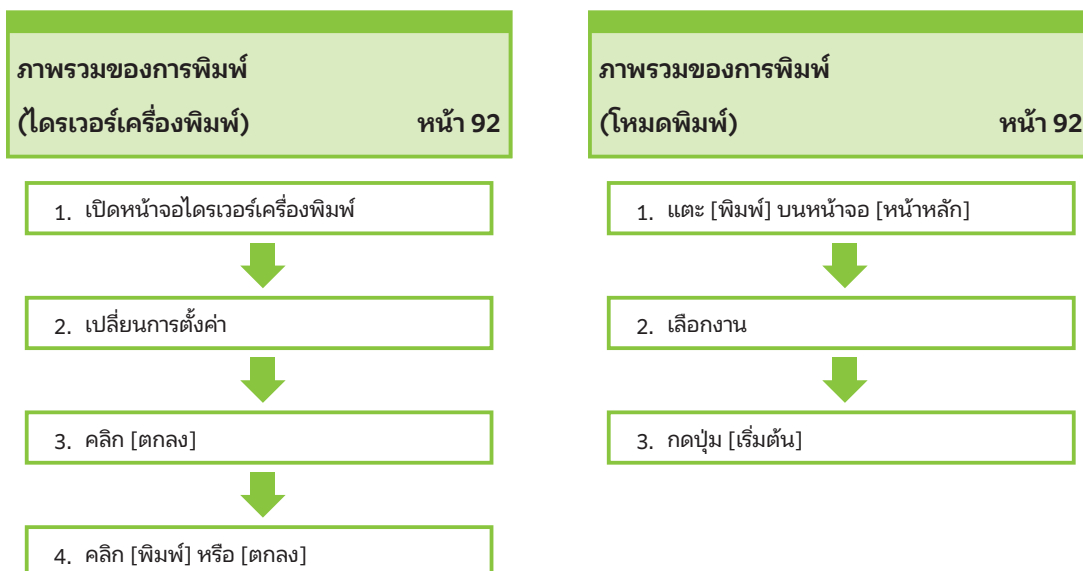 ภาพรวมของการพิมพ์
(ไดรเวอร์เครื่องพิมพ์) หน้า 92
1. เปิดหน้าจอไดรเวอร์เครื่องพิมพ์
2. เปลี่ยนการตั้งค่า
3. คลิก [ตกลง]
4. คลิก [พิมพ์] หรือ [ตกลง]
ภาพรวมของการพิมพ์
(โหมดพิมพ์) หน้า 92
1. แตะ [พิมพ์] บนหน้าจอ [หน้าหลัก]
2. เลือกงาน
3. กดปุ่ม [เริ่มต้น]